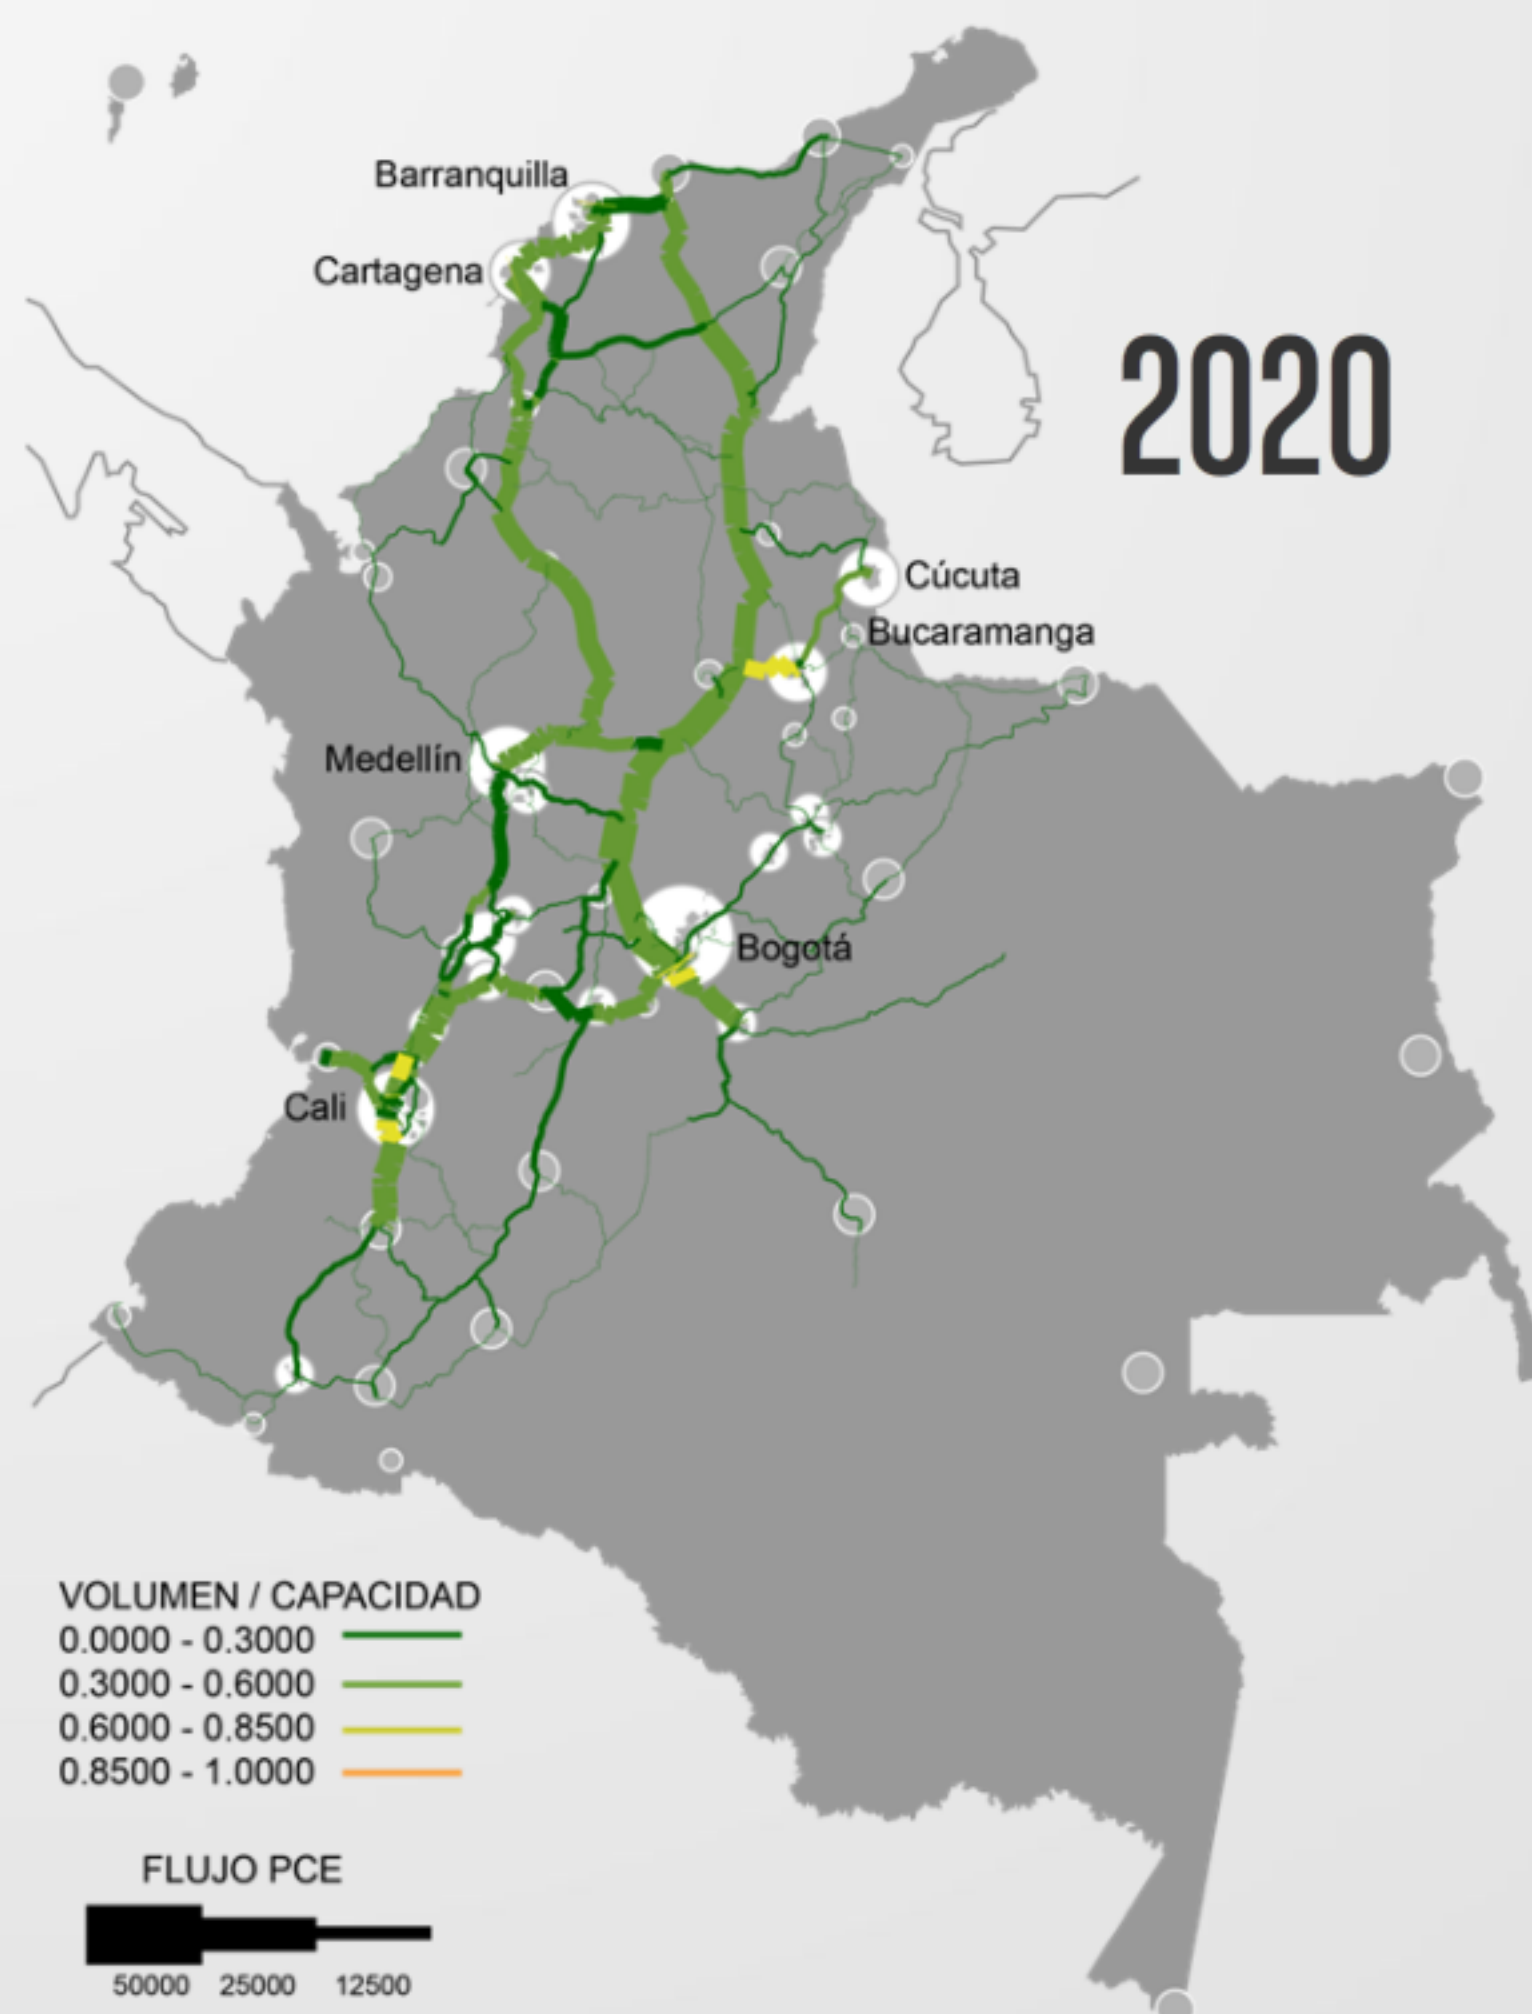 Barranquilla
Cartagena
2020
Cúcuta
Bucaramanga
Medellín
Bogotá
Cali
VOLUMEN / CAPACIDAD
0.0000 - 0.3000
0.3000 - 0.6000
0.6000 - 0.8500
0.8500 - 1.0000
FLUJO PCE
50000 25000 12500